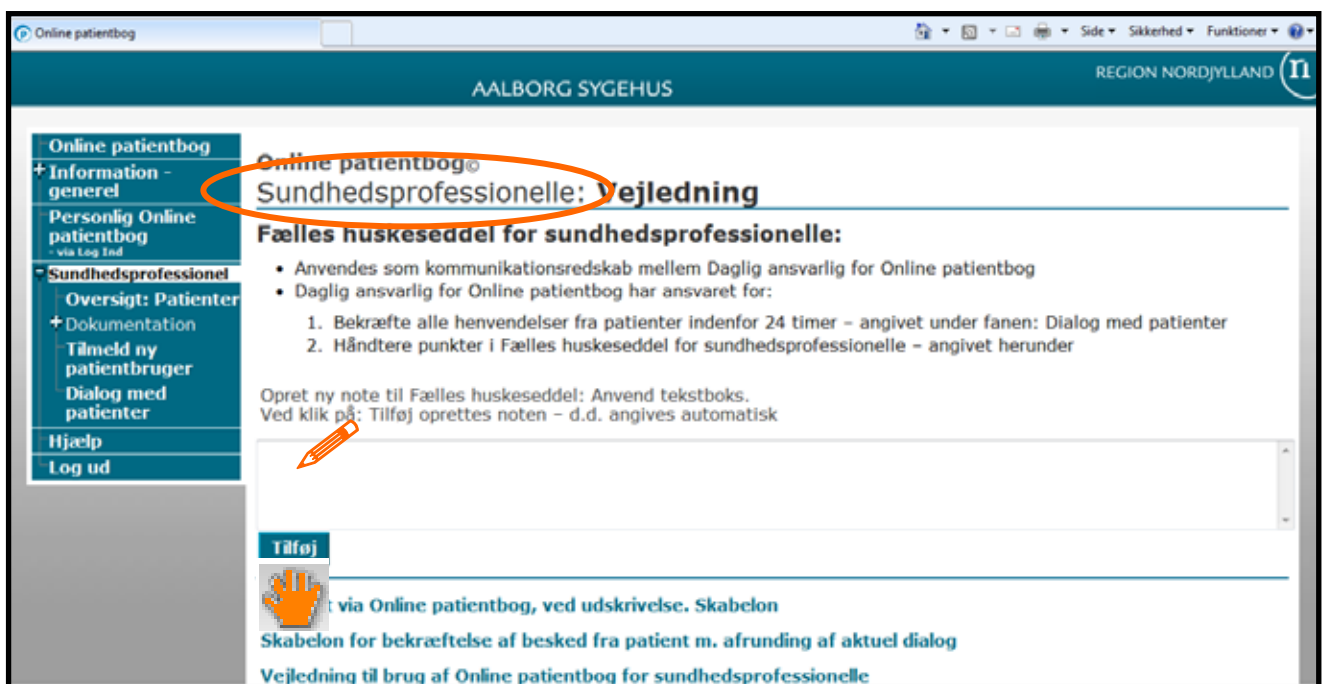 Online patientbog
Side
Sikkerhed
Funktioner
AALBORG SYGEHUS
REGION NORDJYLLAND
n
Online patientbog
Information -
generel
Personlig Online
patientbog
- via Log Ind
Sundhedsprofessionel
Oversigt: Patienter
Dokumentation
Tilmeld ny
patientbruger
Dialog med
patienter
Hjælp
Log ud
Online patientbog©
Sundhedsprofessionelle: Vejledning
Fælles huskeseddel for sundhedsprofessionelle:
• Anvendes som kommunikationsredskab mellem Daglig ansvarlig for Online patientbog
• Daglig ansvarlig for Online patientbog har ansvaret for:
1. Bekræfte alle henvendelser fra patienter indenfor 24 timer – angivet under fanen: Dialog med patienter
2. Håndtere punkter i Fælles huskeseddel for sundhedsprofessionelle – angivet herunder
Opret ny note til Fælles huskeseddel: Anvend tekstboks.
Ved klik på: Tilføj oprettes noten – d.d. angives automatisk
Tilføj
via Online patientbog, ved udskrivelse. Skabelon
Skabelon for bekræftelse af besked fra patient m. afrunding af aktuel dialog
Vejledning til brug af Online patientbog for sundhedsprofessionelle